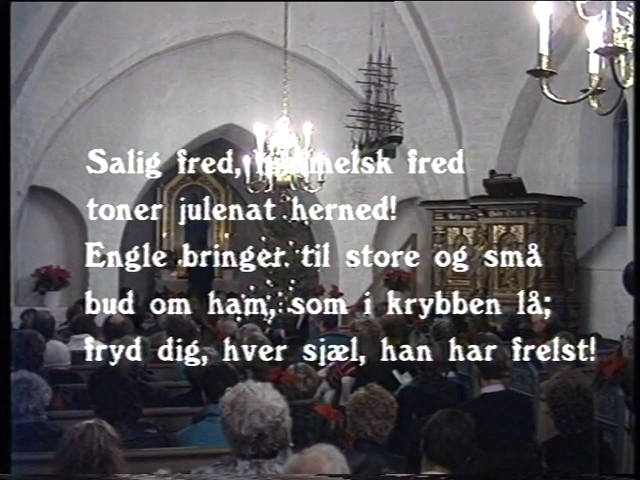 Salig fred, himmelsk fred
toner julenat herned!
Engle bringer til store og små
bud om ham, som i krybben lå;
fryd dig, hver sjæl, han har frelst!